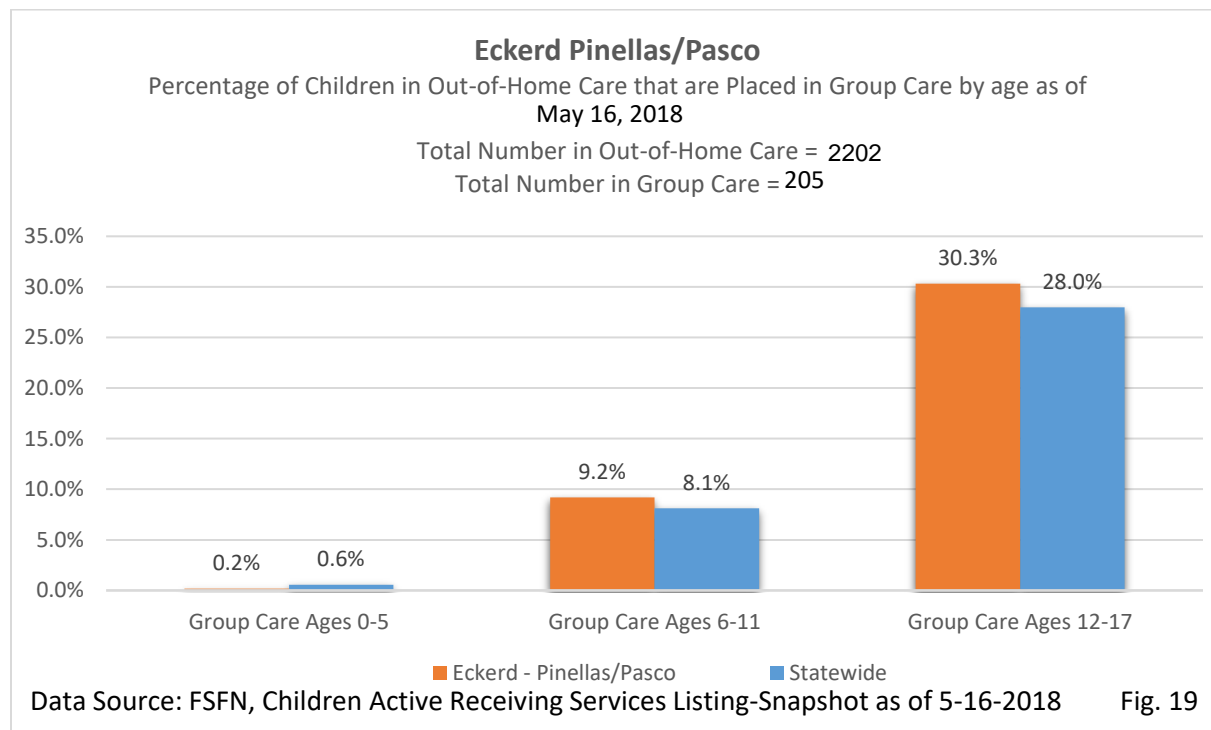 Eckerd Pinellas/Pasco
Percentage of Children in Out-of-Home Care that are Placed in Group Care by age as of
May 16, 2018
Total Number in Out-of-Home Care = 2202
Total Number in Group Care = 205
35.0%
30.0%
25.0%
20.0%
15.0%
10.0%
5.0%
0.0%
0.2%
0.6%
9.2%
8.1%
30.3%
28.0%
Group Care Ages 0-5
Group Care Ages 6-11
Group Care Ages 12-17
Eckerd - Pinellas/Pasco
Statewide
Data Source: FSFN, Children Active Receiving Services Listing-Snapshot as of 5-16-2018 Fig. 19